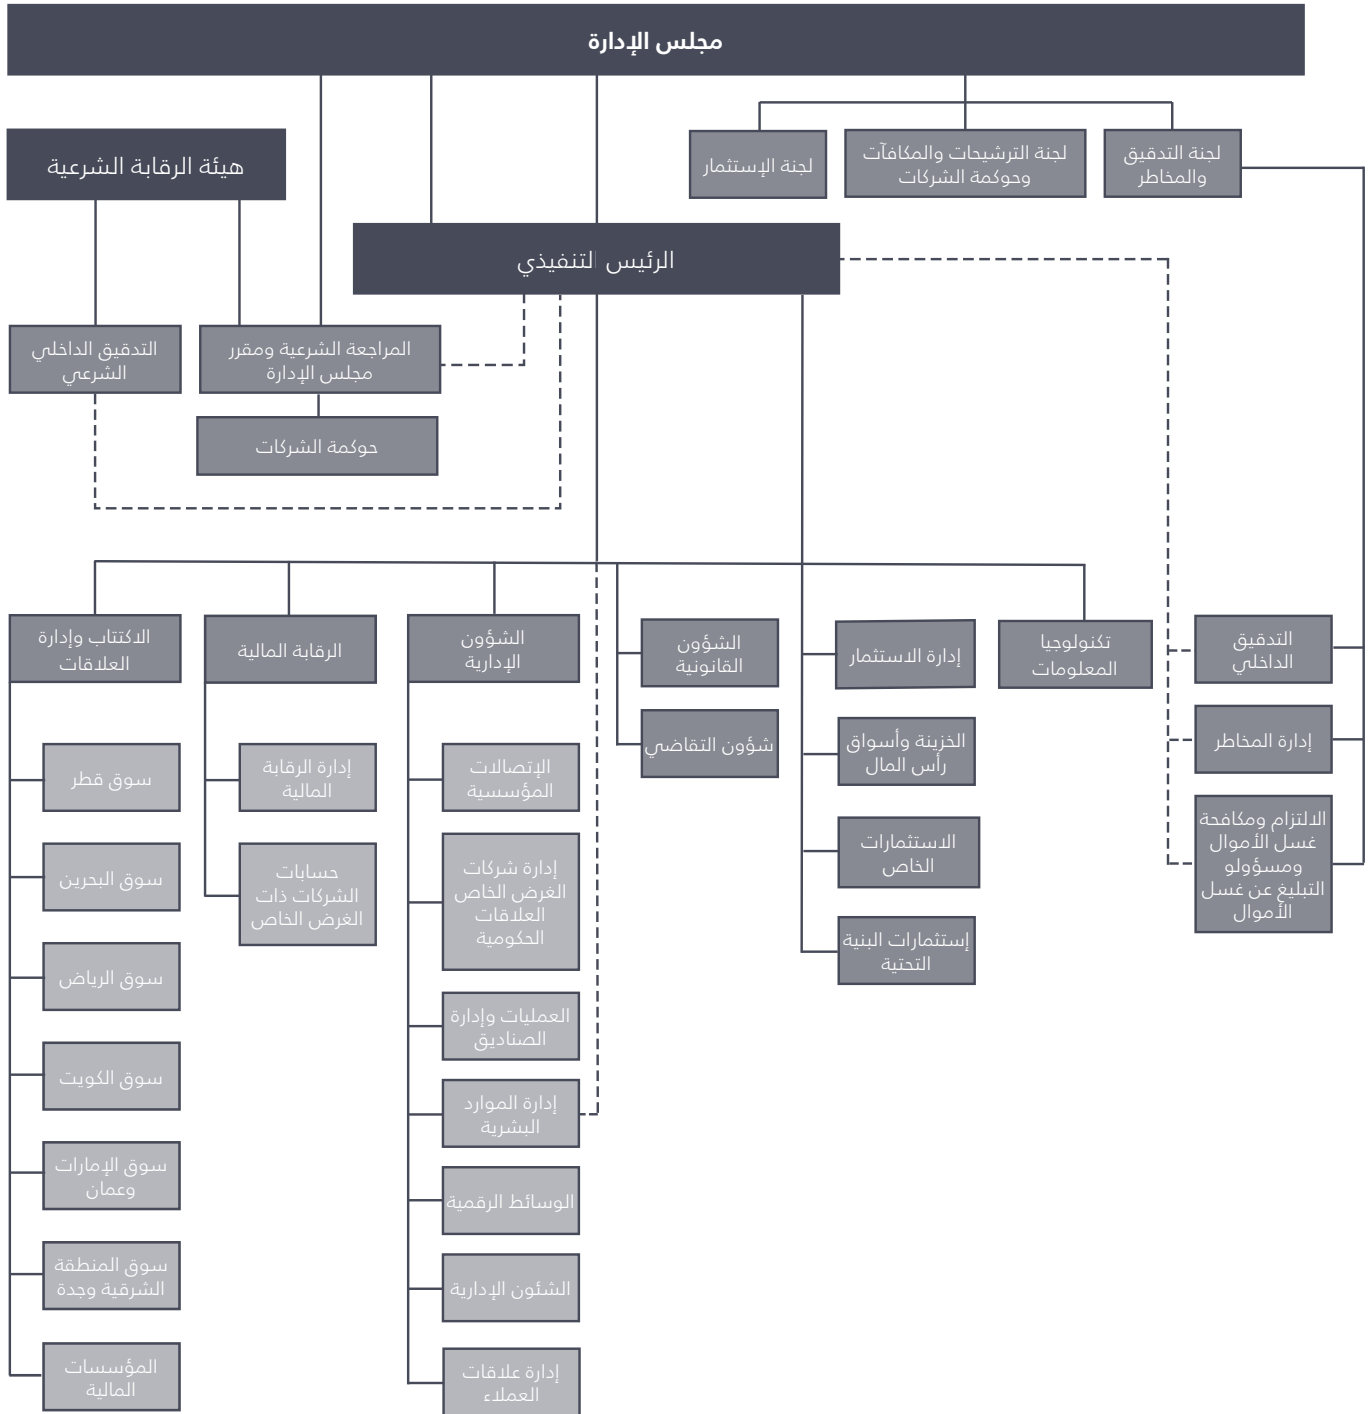 مجلس الإدارة
هيئة الرقابة الشرعية
لجنة التدقيق
والمخاطر
لجنة الترشيحات والمكافآت
وحوكمة الشركات
لجنة الإستثمار
الرئيس التنفيذي
المراجعة الشرعية ومقرر
مجلس الإدارة
التدقيق الداخلي
الشرعي
حوكمة الشركات
التدقيق
الداخلي
إدارة المخاطر
الالتزام ومكافحة
غسل الأموال
ومسؤولو
التبليغ عن غسل
الأموال
تكنولوجيا
المعلومات
إدارة الاستثمار
الخزينة وأسواق
رأس المال
الاستثمارات
الخاص
إستثمارات البنية
التحتية
الشؤون
القانونية
شؤون التقاضي
الشؤون
الإدارية
الإتصالات
المؤسسية
إدارة شركات
الغرض الخاص
العلاقات
الحكومية
العمليات وإدارة
الصناديق
إدارة الموارد
البشرية
الوسائط الرقمية
الشئون الإدارية
إدارة علاقات
العملاء
الرقابة المالية
إدارة الرقابة
المالية
حسابات
الشركات ذات
الغرض الخاص
الاكتتاب وإدارة
العلاقات
سوق قطر
سوق البحرين
سوق الرياض
سوق الكويت
سوق الإمارات
وعمان
سوق المنطقة
الشرقية وجدة
المؤسسات
المالية